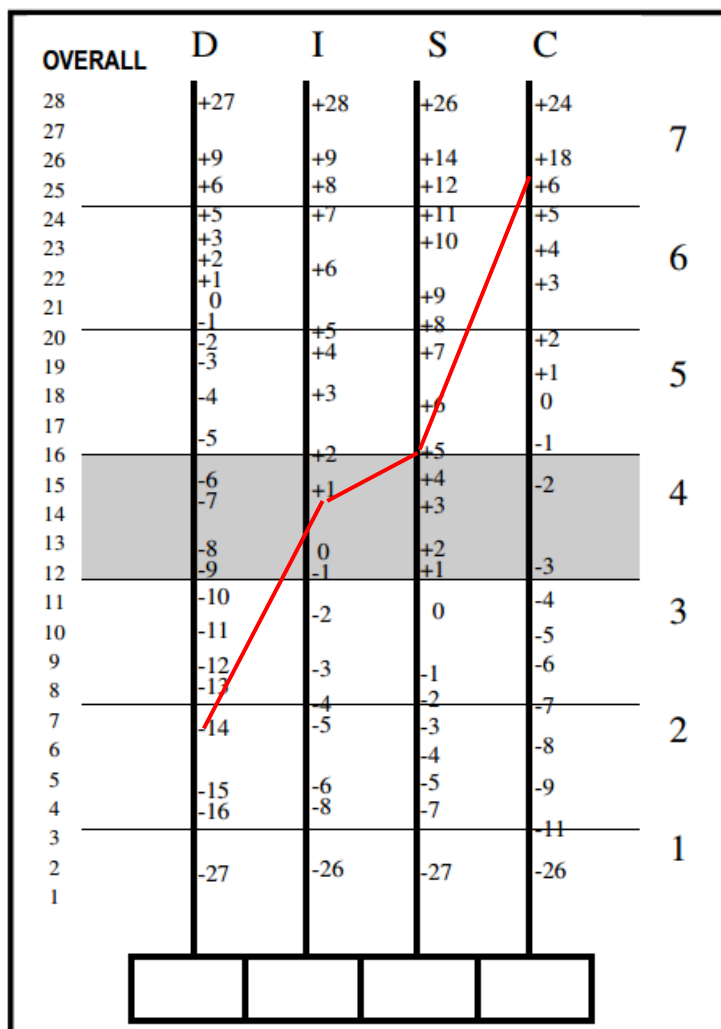 OVERALL D I S C
28 +27 +28 +26 +24
27 7
26 +9 +9 +14 +18
25 +6 +8 +12 +6
24 +5 +7 +11 +5
23 +3 +10 +4
+2 6
22 +1 +6 +3
21 0 +9
-1 +5 +8
20 -2 +4 +7 +2
19 -3 +1 5
18 -4 +3 +6 0
17 -5 -1
16 +2 +5
15 -6 +1 +4 -2 4
14 -7 +3
13 -8 0 +2
12 -9 -1 +1 -3
11 -10 -2 0 -4 3
10 -11 -5
9 -12 -3 -1 -6
8 -13 -4 -2 -7
7 -14 -5 -3 2
6 -4 -8
5 -15 -6 -5 -9
4 -16 -8 -7
3 -11 1
2 -27 -26 -27 -26
1